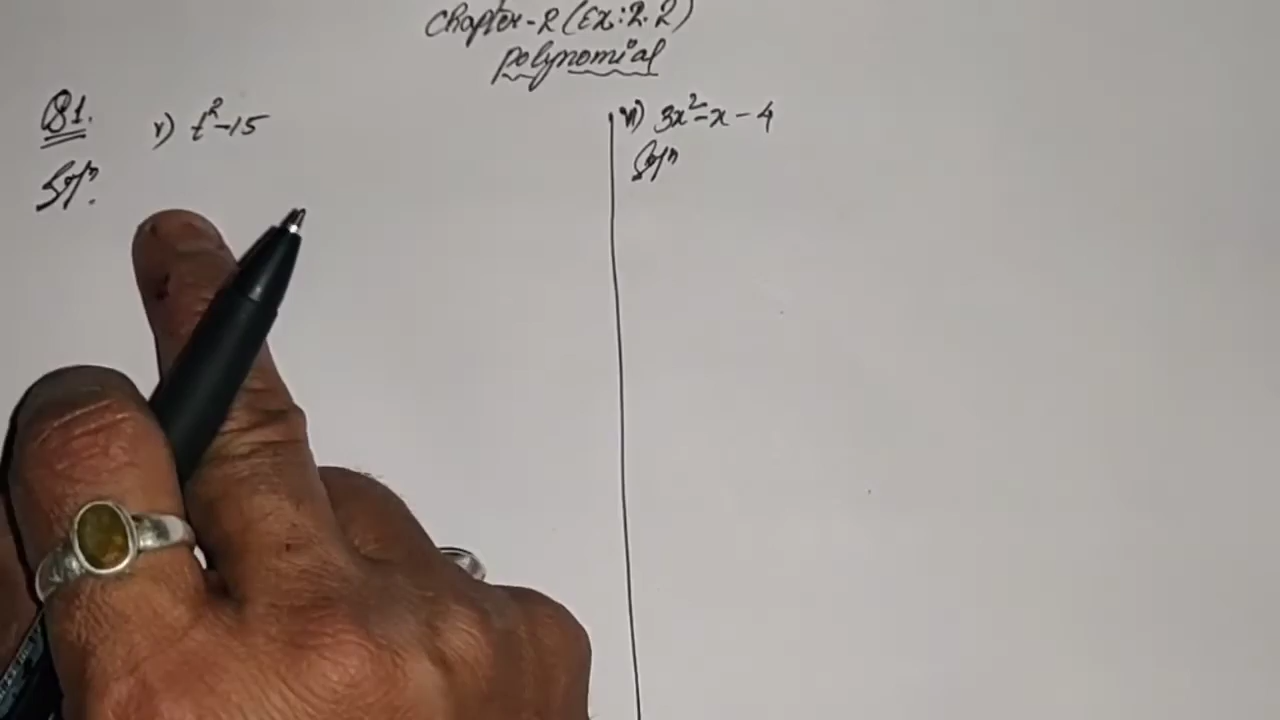 Chapter-2 (Ex: 2.2)
polynomial
Q1. v) t²-15
Solⁿ.
vi) 3x²-x-4
Solⁿ